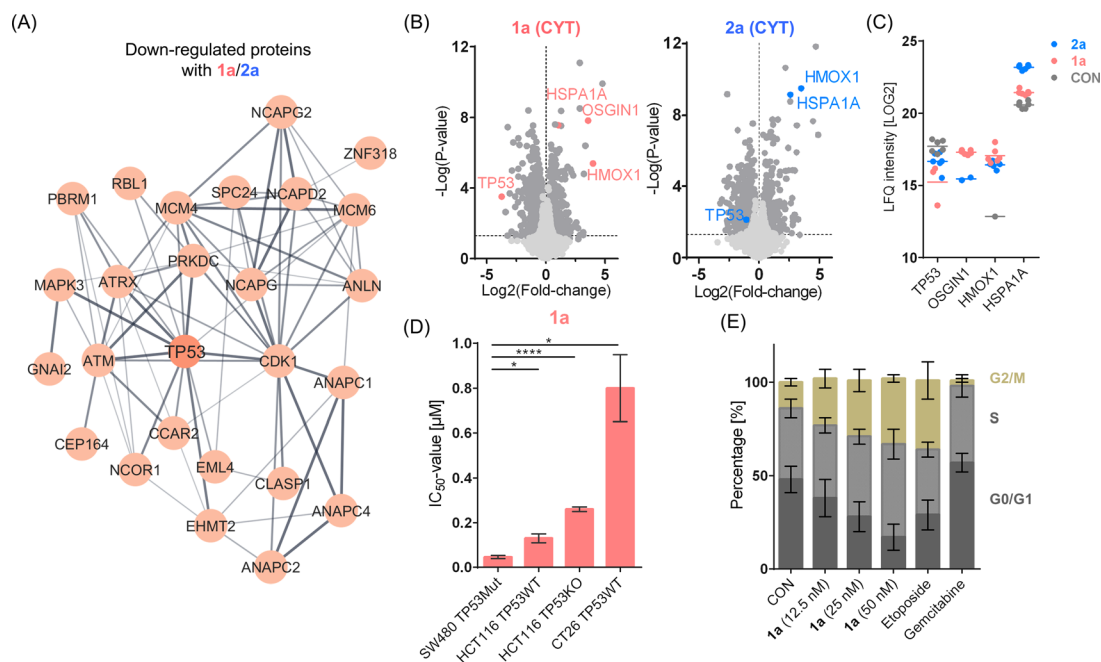 (A)
Down-regulated proteins
with 1a/2a
NCAPG2
ZNF318
RBL1
SPC24
NCAPD2
PBRM1
MCM4
MCM6
PRKDC
MAPK3
ATRX
NCAPG
ANLN
TP53
GNAI2
ATM
CDK1
ANAPC1
CEP164
CCAR2
NCOR1
EML4
CLASP1
ANAPC4
EHMT2
ANAPC2
(B)
1a (CYT)
12
8
4
0
-Log(P-value)
HSPA1A
OSGIN1
HMOX1
TP53
-5
0
5
Log2(Fold-change)
2a (CYT)
12
8
4
0
-Log(P-value)
HMOX1
HSPA1A
TP53
-5
0
5
Log2(Fold-change)
(C)
25
20
15
10
LFQ intensity [LOG2]
2a
1a
CON
TP53
OSGIN1
HMOX1
HSPA1A
(D)
1a
1.0
0.8
0.6
0.4
0.2
0.0
IC50-value [µM]
*
****
*
SW480 TP53Mut
HCT116 TP53WT
HCT116 TP53KO
CT26 TP53WT
(E)
100
50
0
Percentage [%]
G2/M
S
G0/G1
CON
1a (12.5 nM)
1a (25 nM)
1a (50 nM)
Etoposide
Gemcitabine